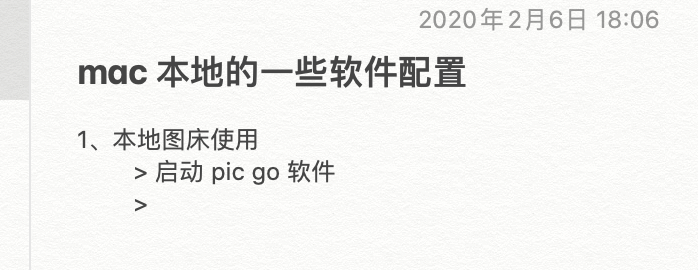 2020年2月6日 18:06
mac 本地的一些软件配置
1、本地图床使用
> 启动 pic go 软件
>